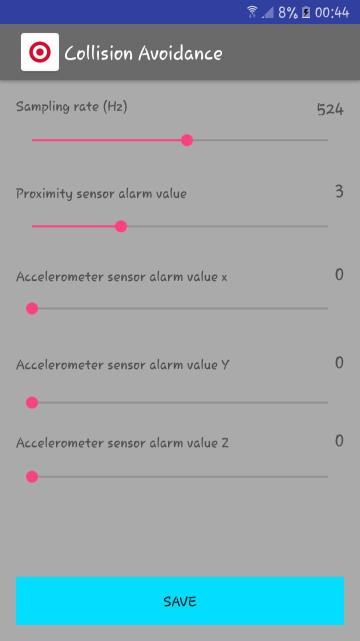 8% 00:44
Collision Avoidance
Sampling rate (Hz) 524
Proximity sensor alarm value 3
Accelerometer sensor alarm value x 0
Accelerometer sensor alarm value Y 0
Accelerometer sensor alarm value Z 0
SAVE